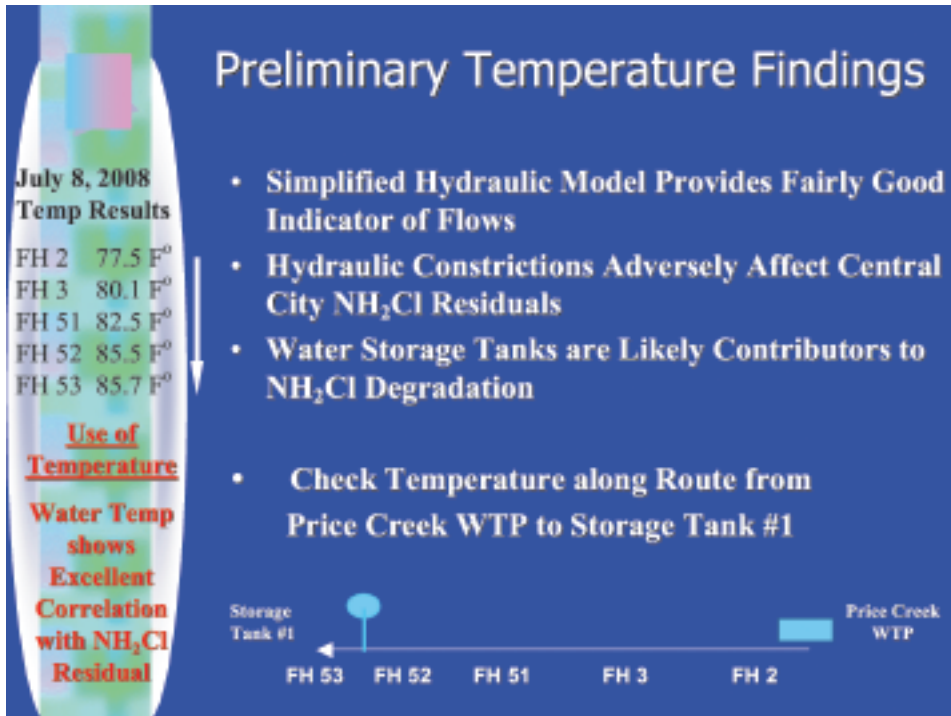 Preliminary Temperature Findings
July 8, 2008
Temp Results
FH 2 77.5 F°
FH 3 80.1 F°
FH 51 82.5 F°
FH 52 85.5 F°
FH 53 85.7 F°
Use of
Temperature
Water Temp
shows
Excellent
Correlation
with NH₂Cl
Residual
• Simplified Hydraulic Model Provides Fairly Good
Indicator of Flows
• Hydraulic Constrictions Adversely Affect Central
City NH₂Cl Residuals
• Water Storage Tanks are Likely Contributors to
NH₂Cl Degradation
• Check Temperature along Route from
Price Creek WTP to Storage Tank #1
Storage
Tank #1
Price Creek
WTP
FH 53 FH 52 FH 51 FH 3 FH 2